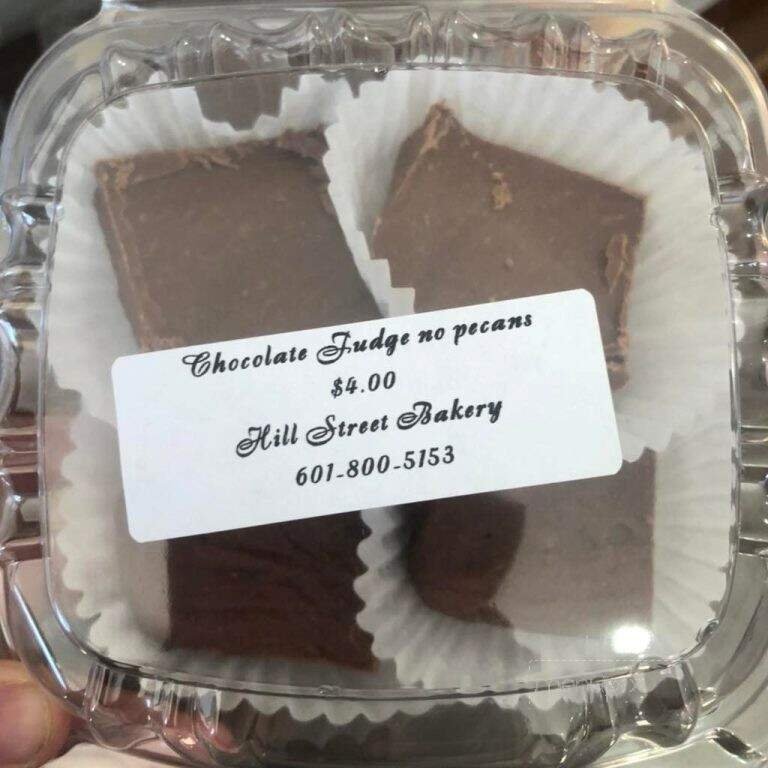 Chocolate Fudge no pecans
$4.00
Hill Street Bakery
601-800-5153